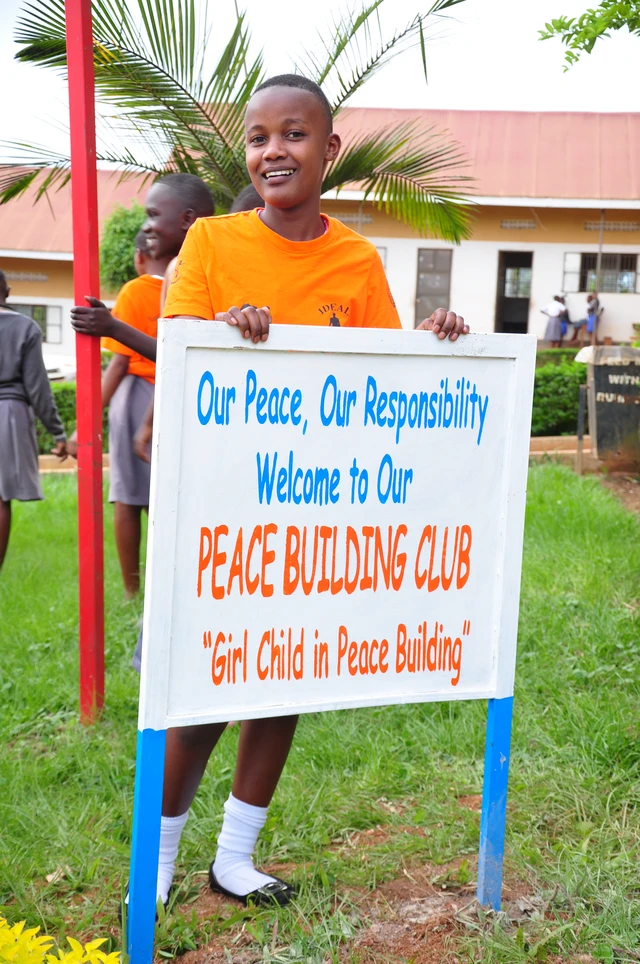 IDEAL
Our Peace, Our Responsibility
Welcome to Our
PEACE BUILDING CLUB
"Girl Child in Peace Building"